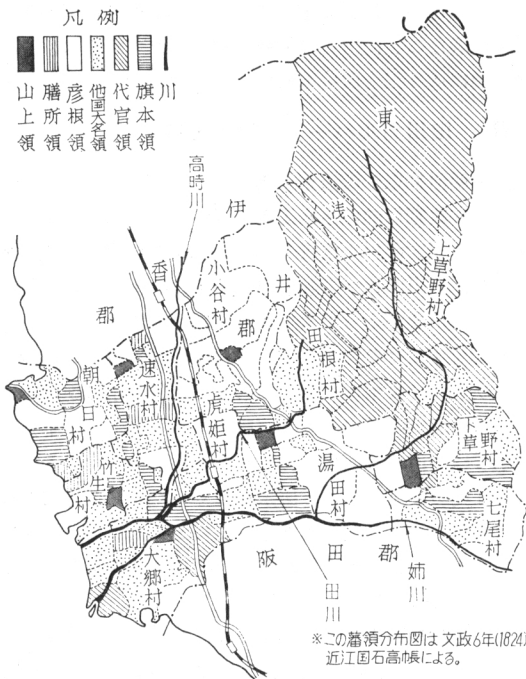 凡例
川
旗本領
代官領
他国大名領
彦根領
膳所領
山上領
高時川
東
浅
井
郡
伊
香
郡
上草野村
小谷村
田根村
朝日村
速水村
虎姫村
竹生村
湯田村
下草野村
七尾村
大郷村
阪田郡
田川
姉川
※この藩領分布図は文政6年(1824)
近江国石高帳による。